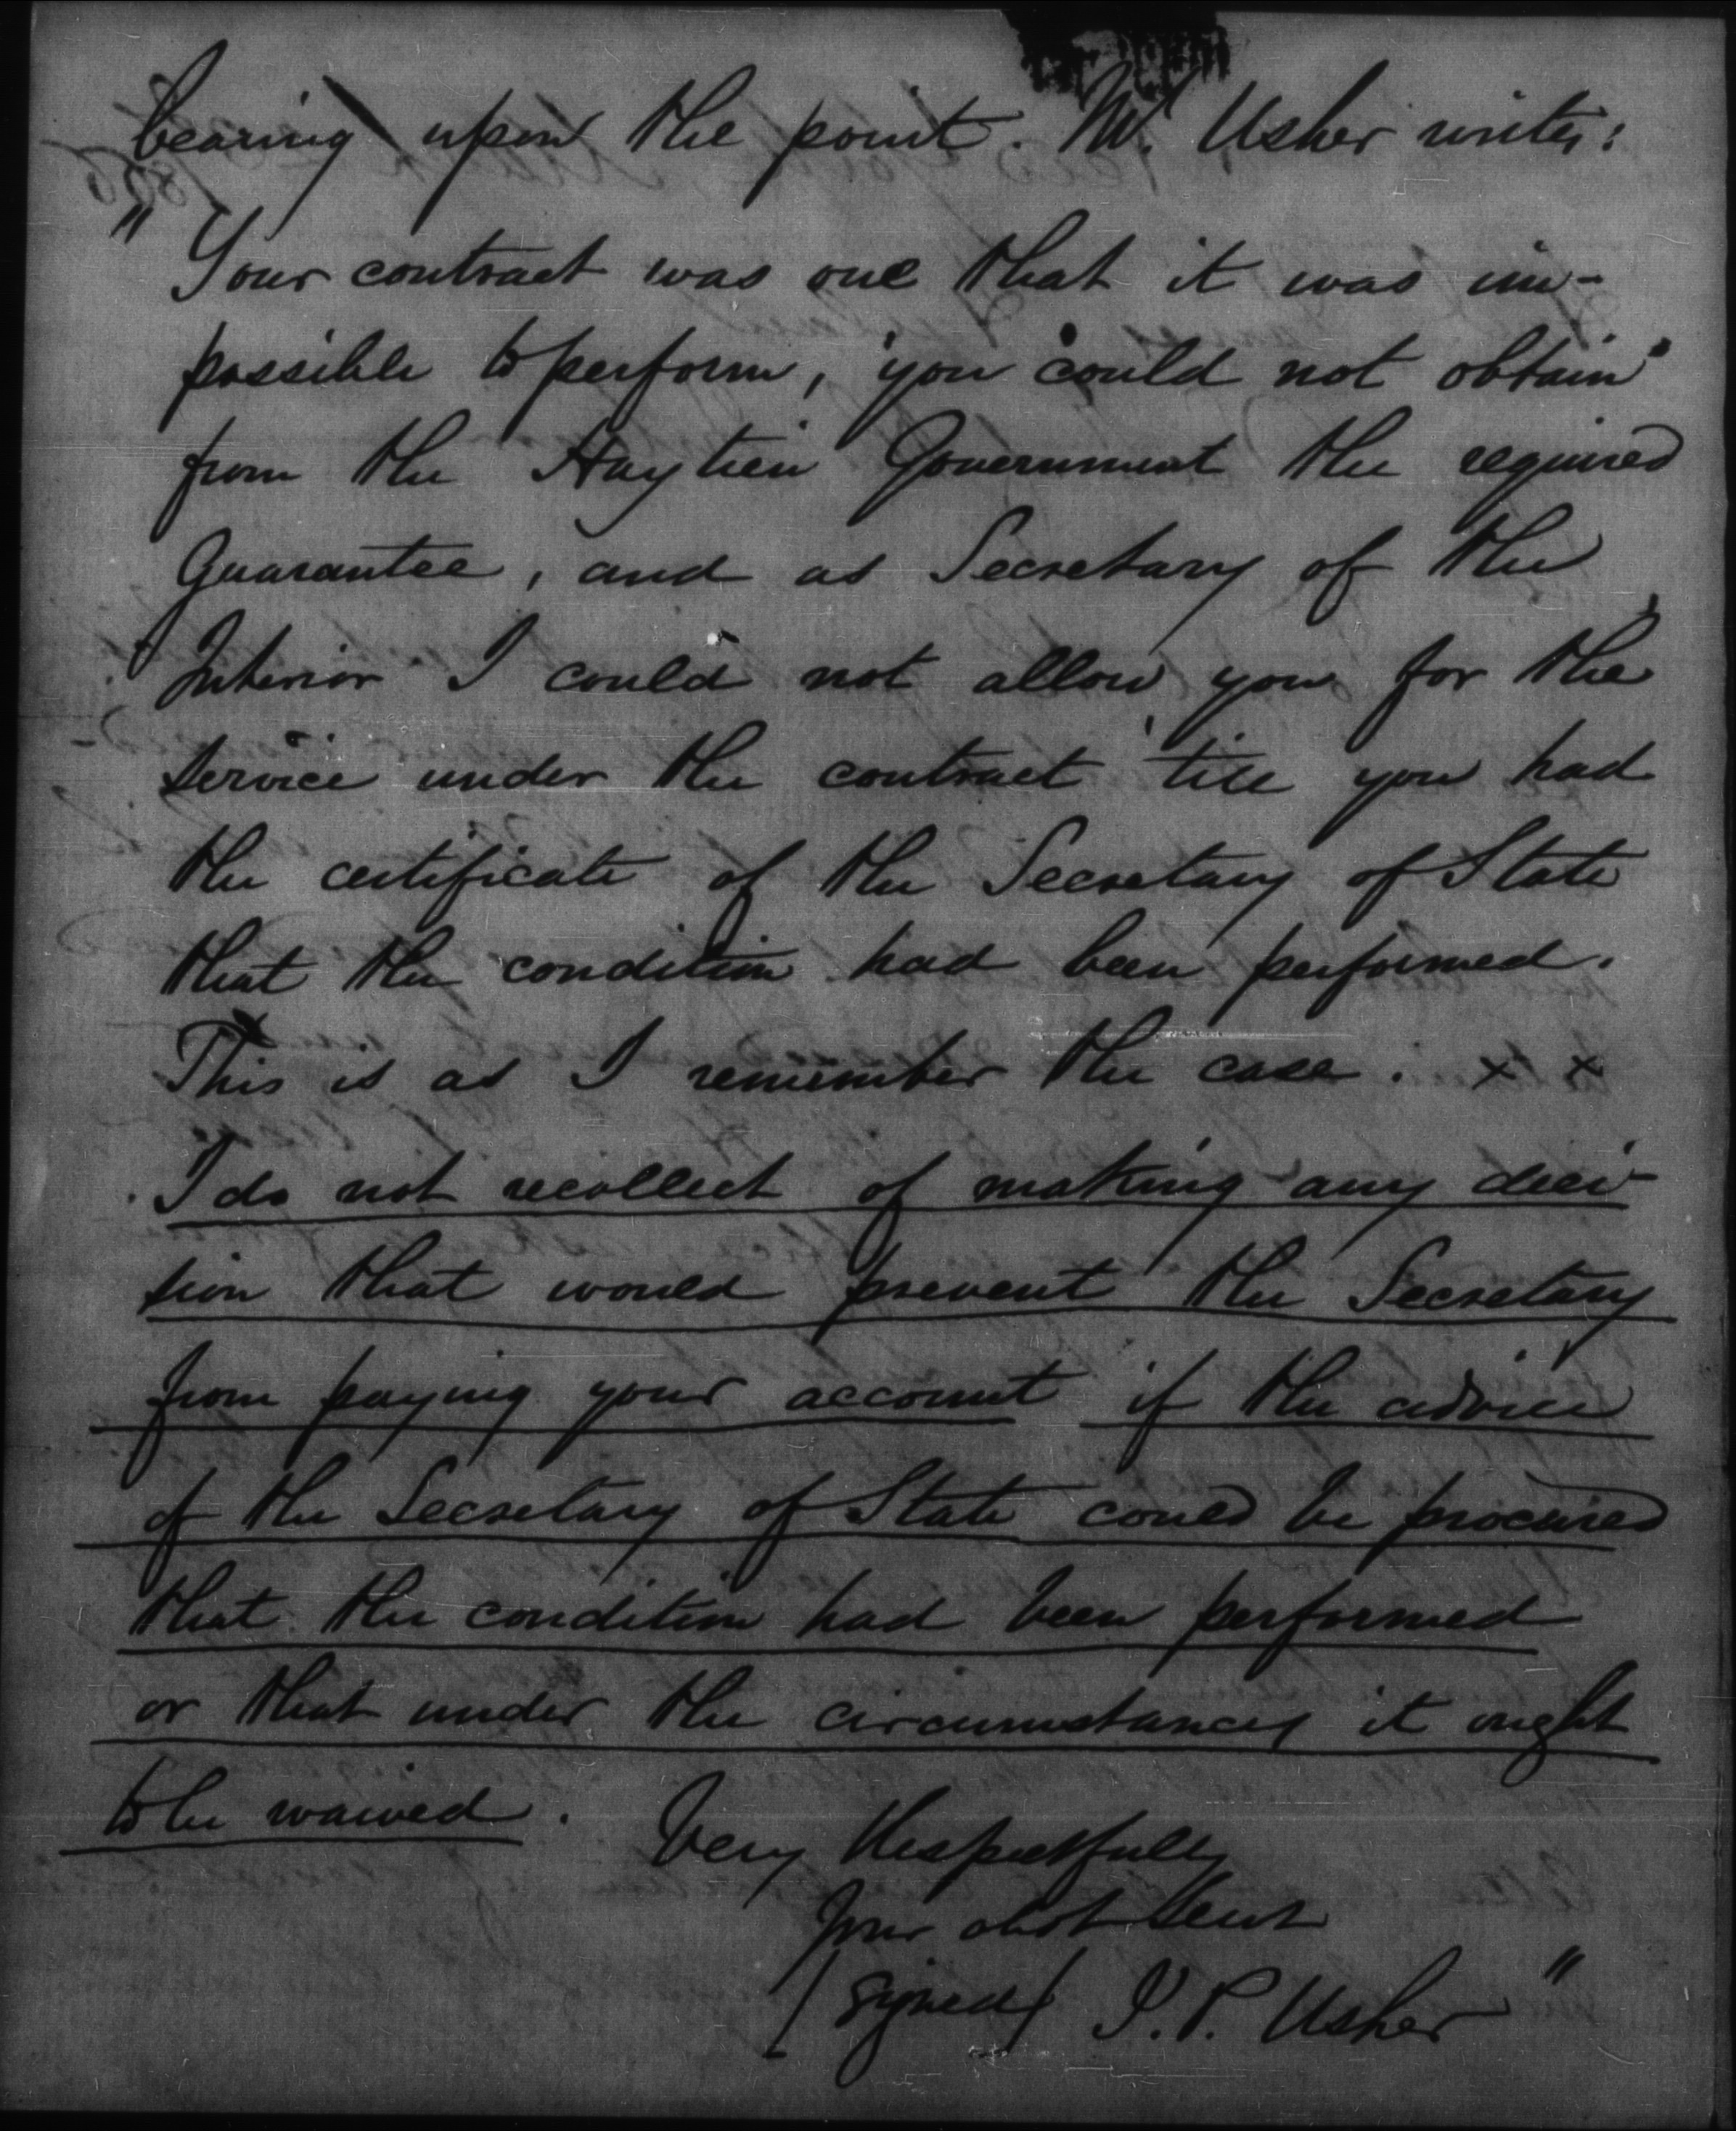 bearing upon the point. Mr. Usher writes:
"Your contract was one that it was im-
possible to perform, you could not obtain
from the Haytien Government the required
Guarantee, and as Secretary of the
Interior I could not allow you for the
service under the contract till you had
the certificate of the Secretary of State
that the condition had been performed.
This is as I remember the case. x x
I do not recollect of making any deci-
sion that would prevent the Secretary
from paying your account if the advice
of the Secretary of State could be procured
that the condition had been performed
or that under the circumstances it ought
to be waived.
Very Respectfully
Your obdt Servt
(signed) J. P. Usher"